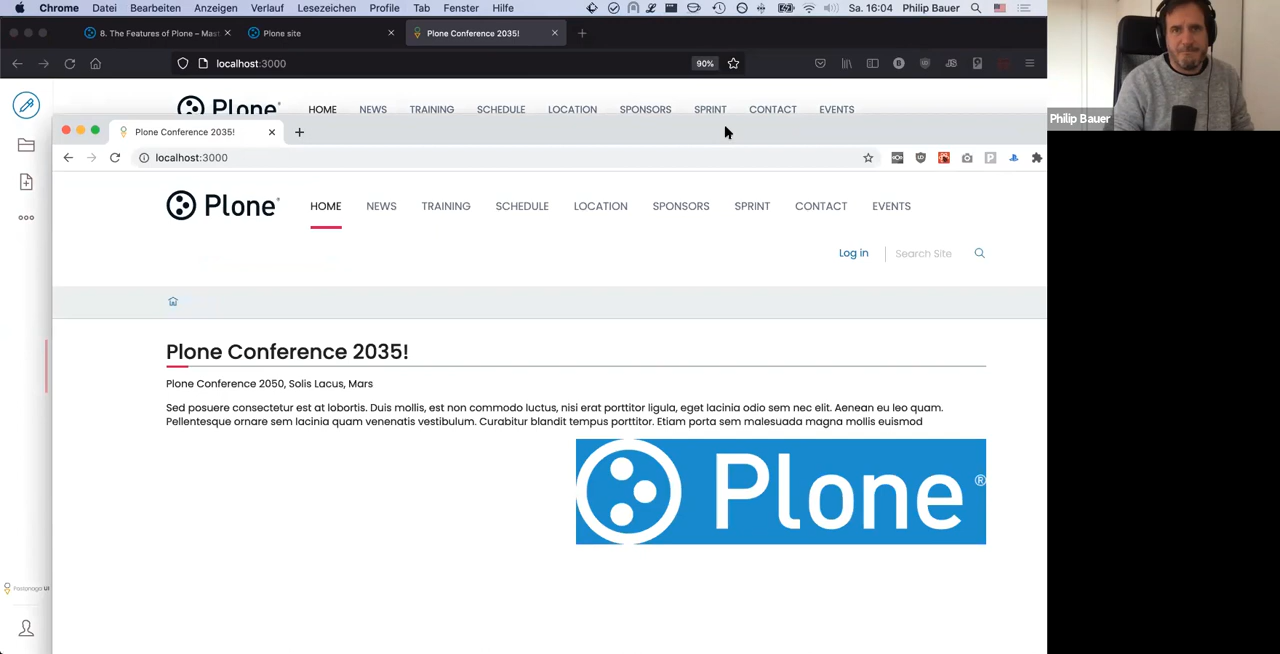 Chrome Datei Bearbeiten Anzeigen Verlauf Lesezeichen Profile Tab Fenster Hilfe Sa. 16:04 Philip Bauer
8. The Features of Plone – Mast
Plone site
Plone Conference 2035!
localhost:3000
90%
Plone HOME NEWS TRAINING SCHEDULE LOCATION SPONSORS SPRINT CONTACT EVENTS
Philip Bauer
Plone Conference 2035!
localhost:3000
Plone HOME NEWS TRAINING SCHEDULE LOCATION SPONSORS SPRINT CONTACT EVENTS
Log in Search Site
Plone Conference 2035!
Plone Conference 2050, Solis Lacus, Mars
Sed posuere consectetur est at lobortis. Duis mollis, est non commodo luctus, nisi erat porttitor ligula, eget lacinia odio sem nec elit. Aenean eu leo quam.
Pellentesque ornare sem lacinia quam venenatis vestibulum. Curabitur blandit tempus porttitor. Etiam porta sem malesuada magna mollis euismod
Plone®
Pastanaga UI